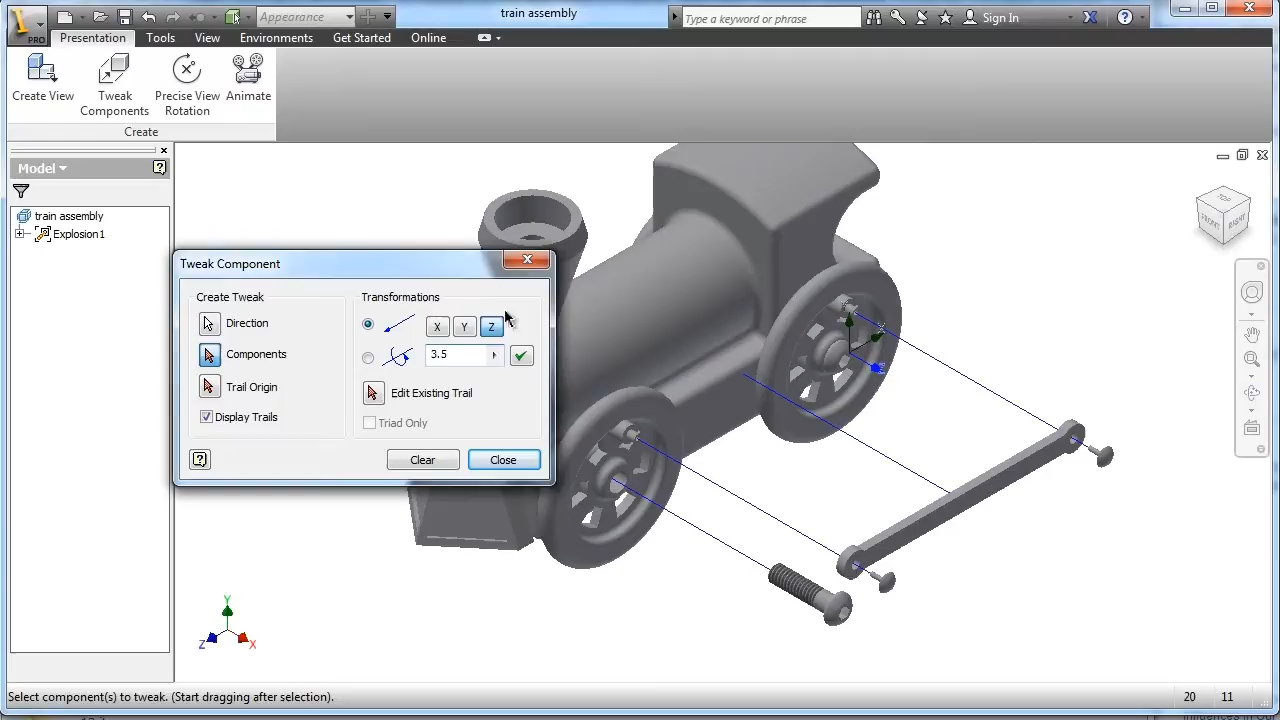 Appearance
train assembly
Type a keyword or phrase
Sign In
PRO
Presentation Tools View Environments Get Started Online
Create View
Tweak Components
Precise View Rotation
Animate
Create
Model
train assembly
Explosion1
TOP
FRONT
RIGHT
Tweak Component
Create Tweak
Direction
Components
Trail Origin
Display Trails
Transformations
X Y Z
3.5
Edit Existing Trail
Triad Only
Clear
Close
Y
Z
X
Select component(s) to tweak. (Start dragging after selection).
20 11